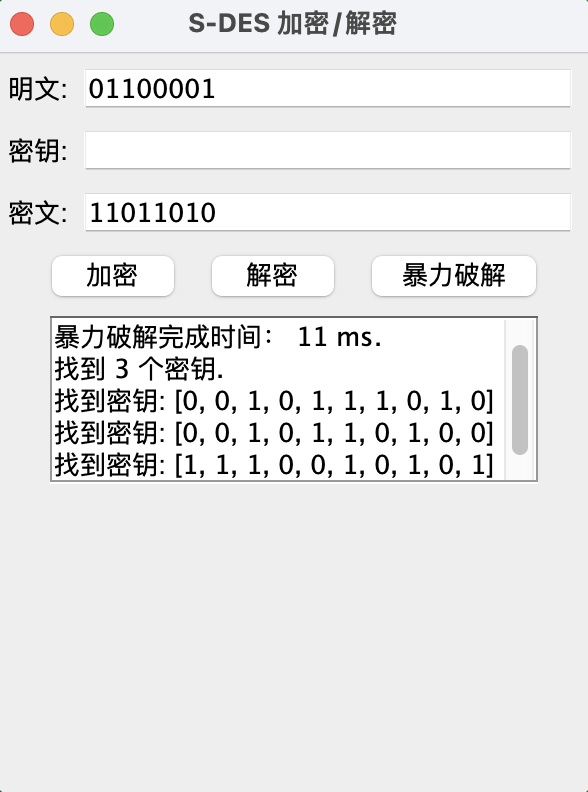 S-DES 加密/解密
明文: 01100001
密钥:
密文: 11011010
加密 解密 暴力破解
暴力破解完成时间： 11 ms.
找到 3 个密钥.
找到密钥: [0, 0, 1, 0, 1, 1, 1, 0, 1, 0]
找到密钥: [0, 0, 1, 0, 1, 1, 0, 1, 0, 0]
找到密钥: [1, 1, 1, 0, 0, 1, 0, 1, 0, 1]